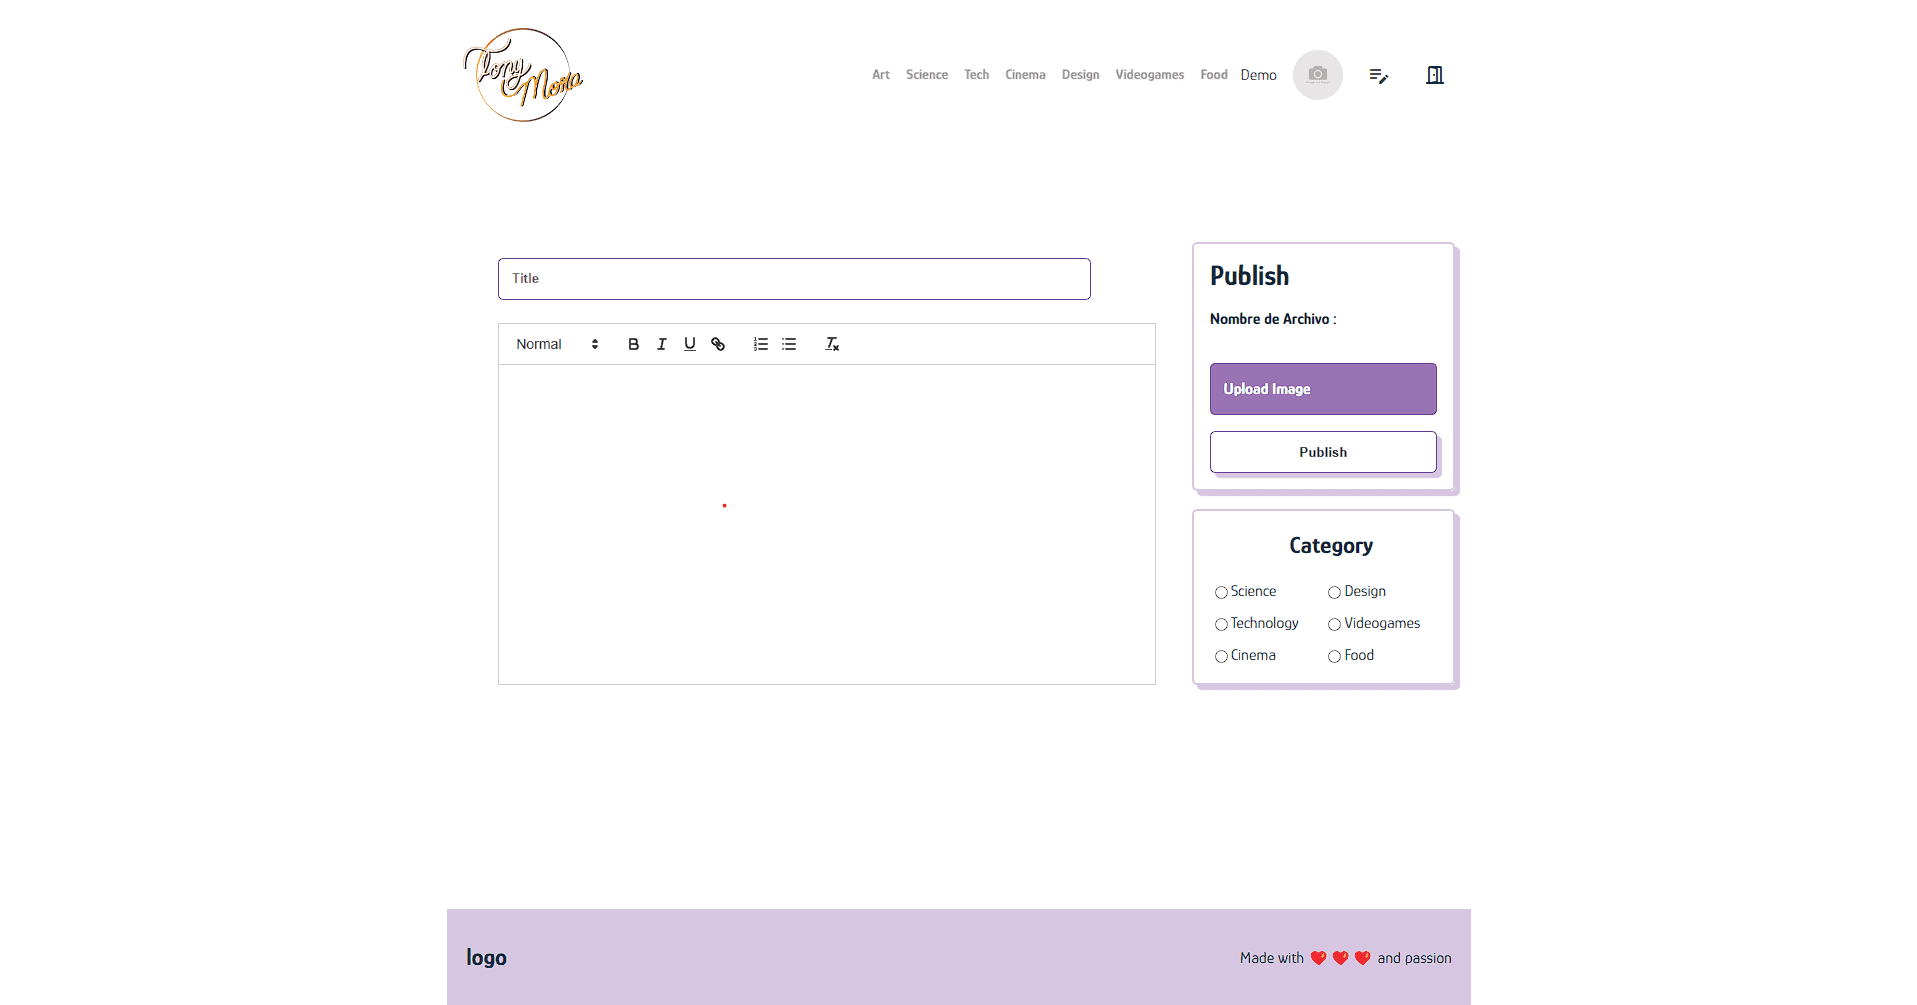 Tony
Mora
Art Science Tech Cinema Design Videogames Food Demo
Title
Normal B I U
Publish
Nombre de Archivo :
Upload Image
Publish
Category
Science Design
Technology Videogames
Cinema Food
logo
Made with ❤ ❤ ❤ and passion